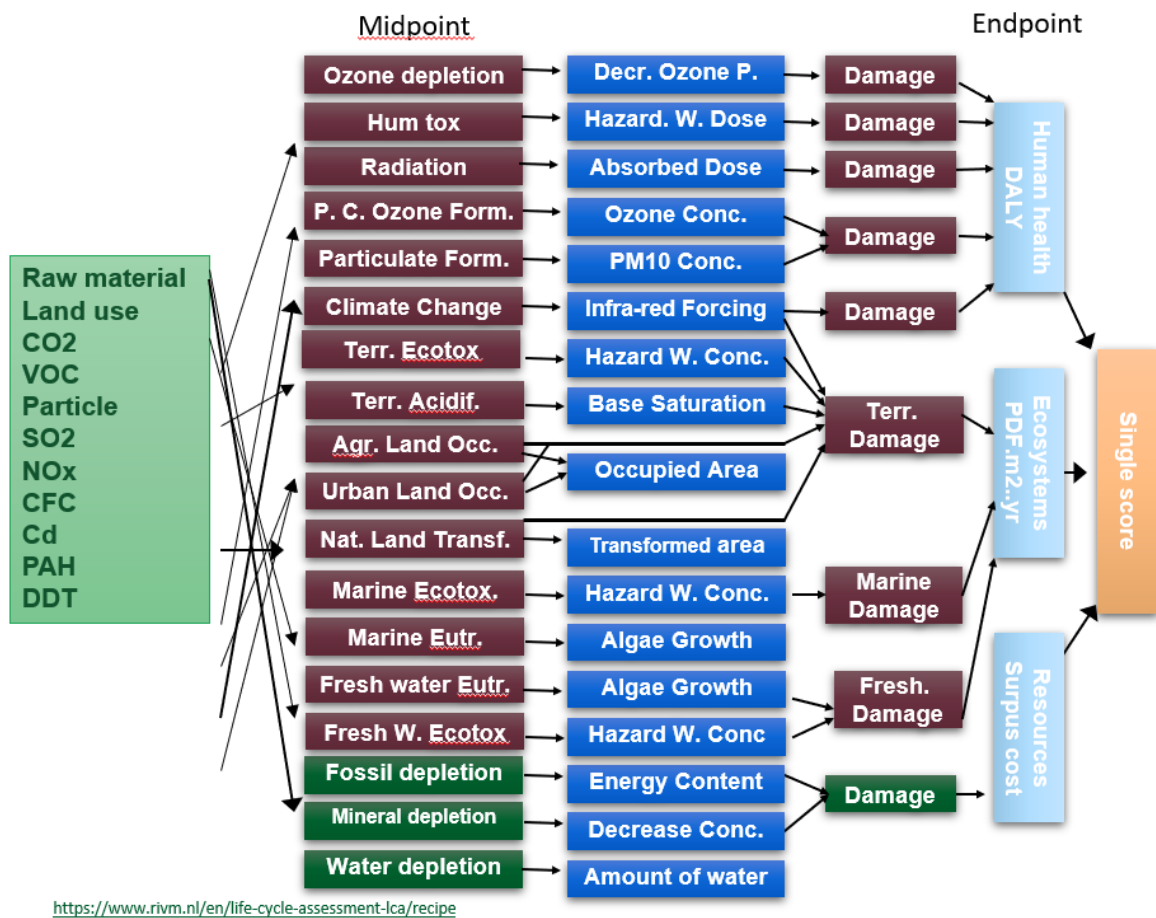 Midpoint
Endpoint
Raw material
Land use
CO2
VOC
Particle
SO2
NOx
CFC
Cd
PAH
DDT
Ozone depletion
Hum tox
Radiation
P. C. Ozone Form.
Particulate Form.
Climate Change
Terr. Ecotox
Terr. Acidif.
Agr. Land Occ.
Urban Land Occ.
Nat. Land Transf.
Marine Ecotox.
Marine Eutr.
Fresh water Eutr.
Fresh W. Ecotox
Fossil depletion
Mineral depletion
Water depletion
Decr. Ozone P.
Hazard. W. Dose
Absorbed Dose
Ozone Conc.
PM10 Conc.
Infra-red Forcing
Hazard W. Conc.
Base Saturation
Occupied Area
Transformed area
Hazard W. Conc.
Algae Growth
Algae Growth
Hazard W. Conc
Energy Content
Decrease Conc.
Amount of water
Damage
Damage
Damage
Damage
Damage
Terr.
Damage
Marine
Damage
Fresh.
Damage
Damage
Human health
DALY
Ecosystems
PDF.m2..yr
Resources
Surpus cost
Single score
https://www.rivm.nl/en/life-cycle-assessment-lca/recipe